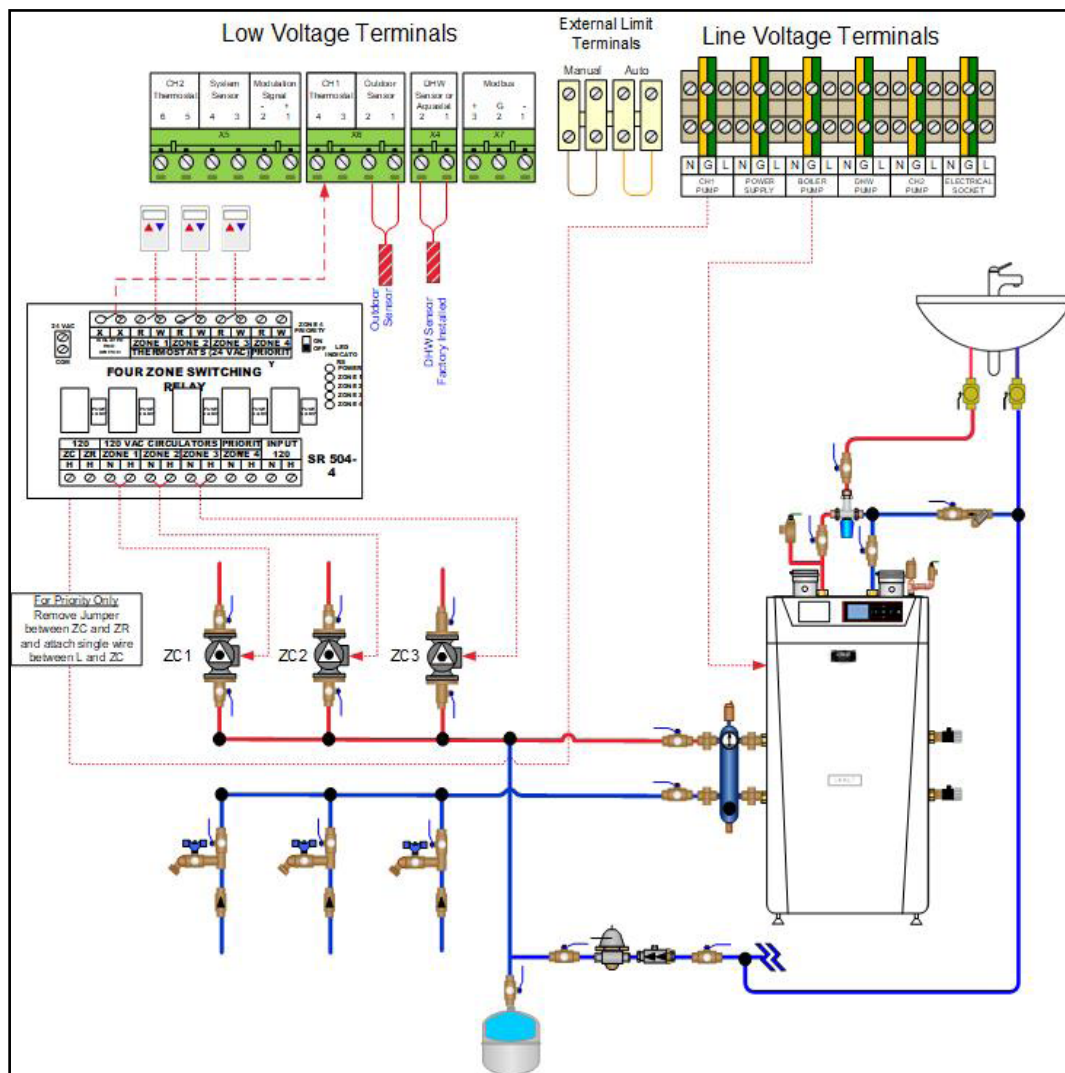 Low Voltage Terminals
External Limit
Terminals
Line Voltage Terminals
Manual Auto
CH2
Thermostat
6 5
System
Sensor
4 3
Modulation
Signal
- +
2 1
CH1
Thermostat
4 3
Outdoor
Sensor
2 1
DHW
Sensor or
Aquastat
2 1
Modbus
+ G -
3 2 1
X5 X6 X4 X7
N G L N G L N G L N G L N G L N G L
CH1
PUMP
POWER
SUPPLY
BOILER
PUMP
DHW
PUMP
CH2
PUMP
ELECTRICAL
SOCKET
Outdoor
Sensor
DHW Sensor
Factory Installed
24 VAC
COM
X X R W R W R W R W
ZONE 1 ZONE 2 ZONE 3 ZONE 4
THERMOSTATS (24 VAC) PRIORIT
Y
ZONE 4
PRIORITY
ON
OFF
LED
INDICATO
RS
POWER
ZONE 1
ZONE 2
ZONE 3
ZONE 4
FOUR ZONE SWITCHING
RELAY
120 120 VAC CIRCULATORS PRIORIT INPUT
ZC ZR ZONE 1 ZONE 2 ZONE 3 ZONE 4 120
H H N H N H N H N H N H
SR 504-
4
For Priority Only
Remove Jumper
between ZC and ZR
and attach single wire
between L and ZC
ZC1
ZC2
ZC3